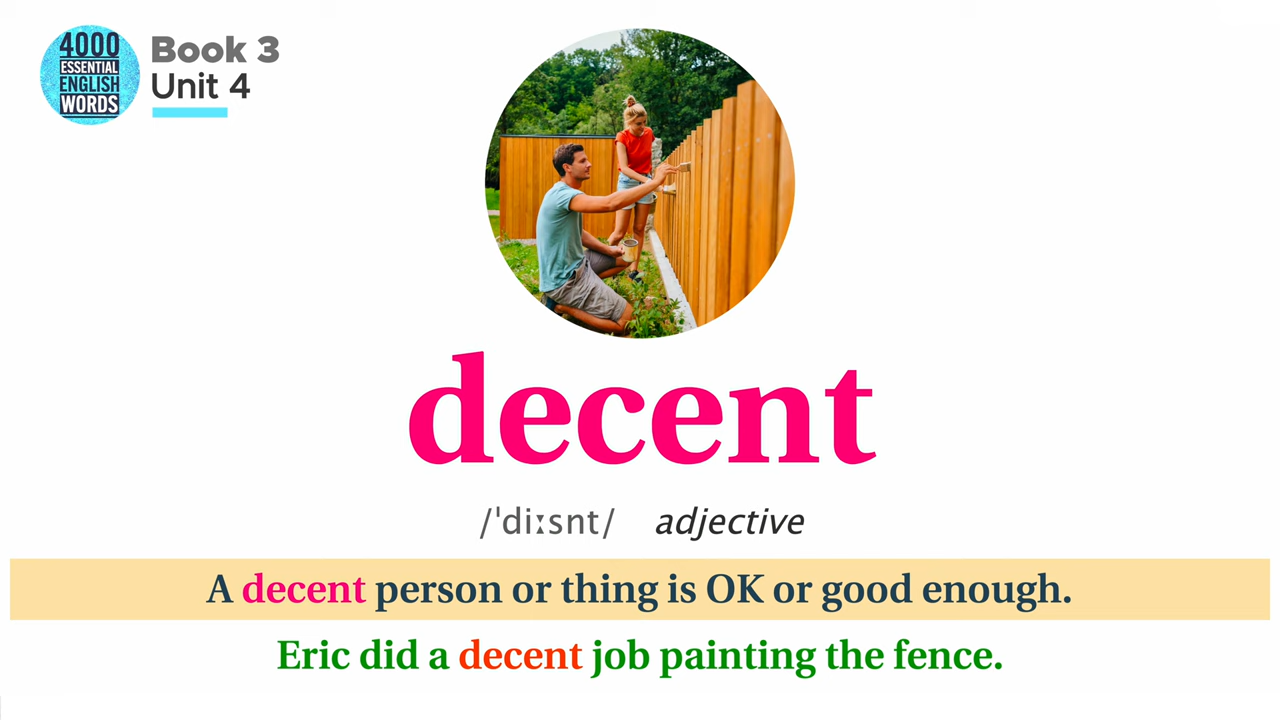 4000
ESSENTIAL
ENGLISH
WORDS
Book 3
Unit 4
decent
/ˈdiːsnt/ adjective
A decent person or thing is OK or good enough.
Eric did a decent job painting the fence.